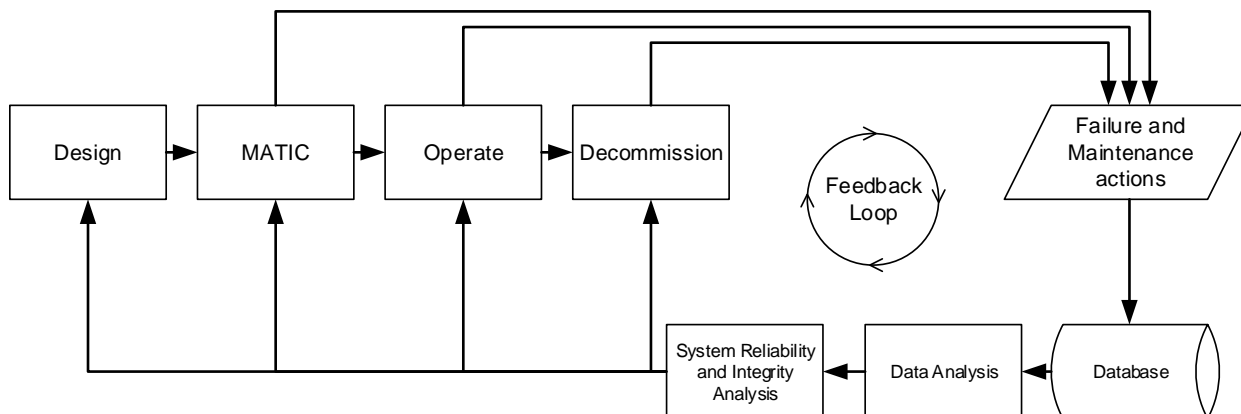 Design
MATIC
Operate
Decommission
Feedback
Loop
Failure and
Maintenance
actions
System Reliability
and Integrity
Analysis
Data Analysis
Database